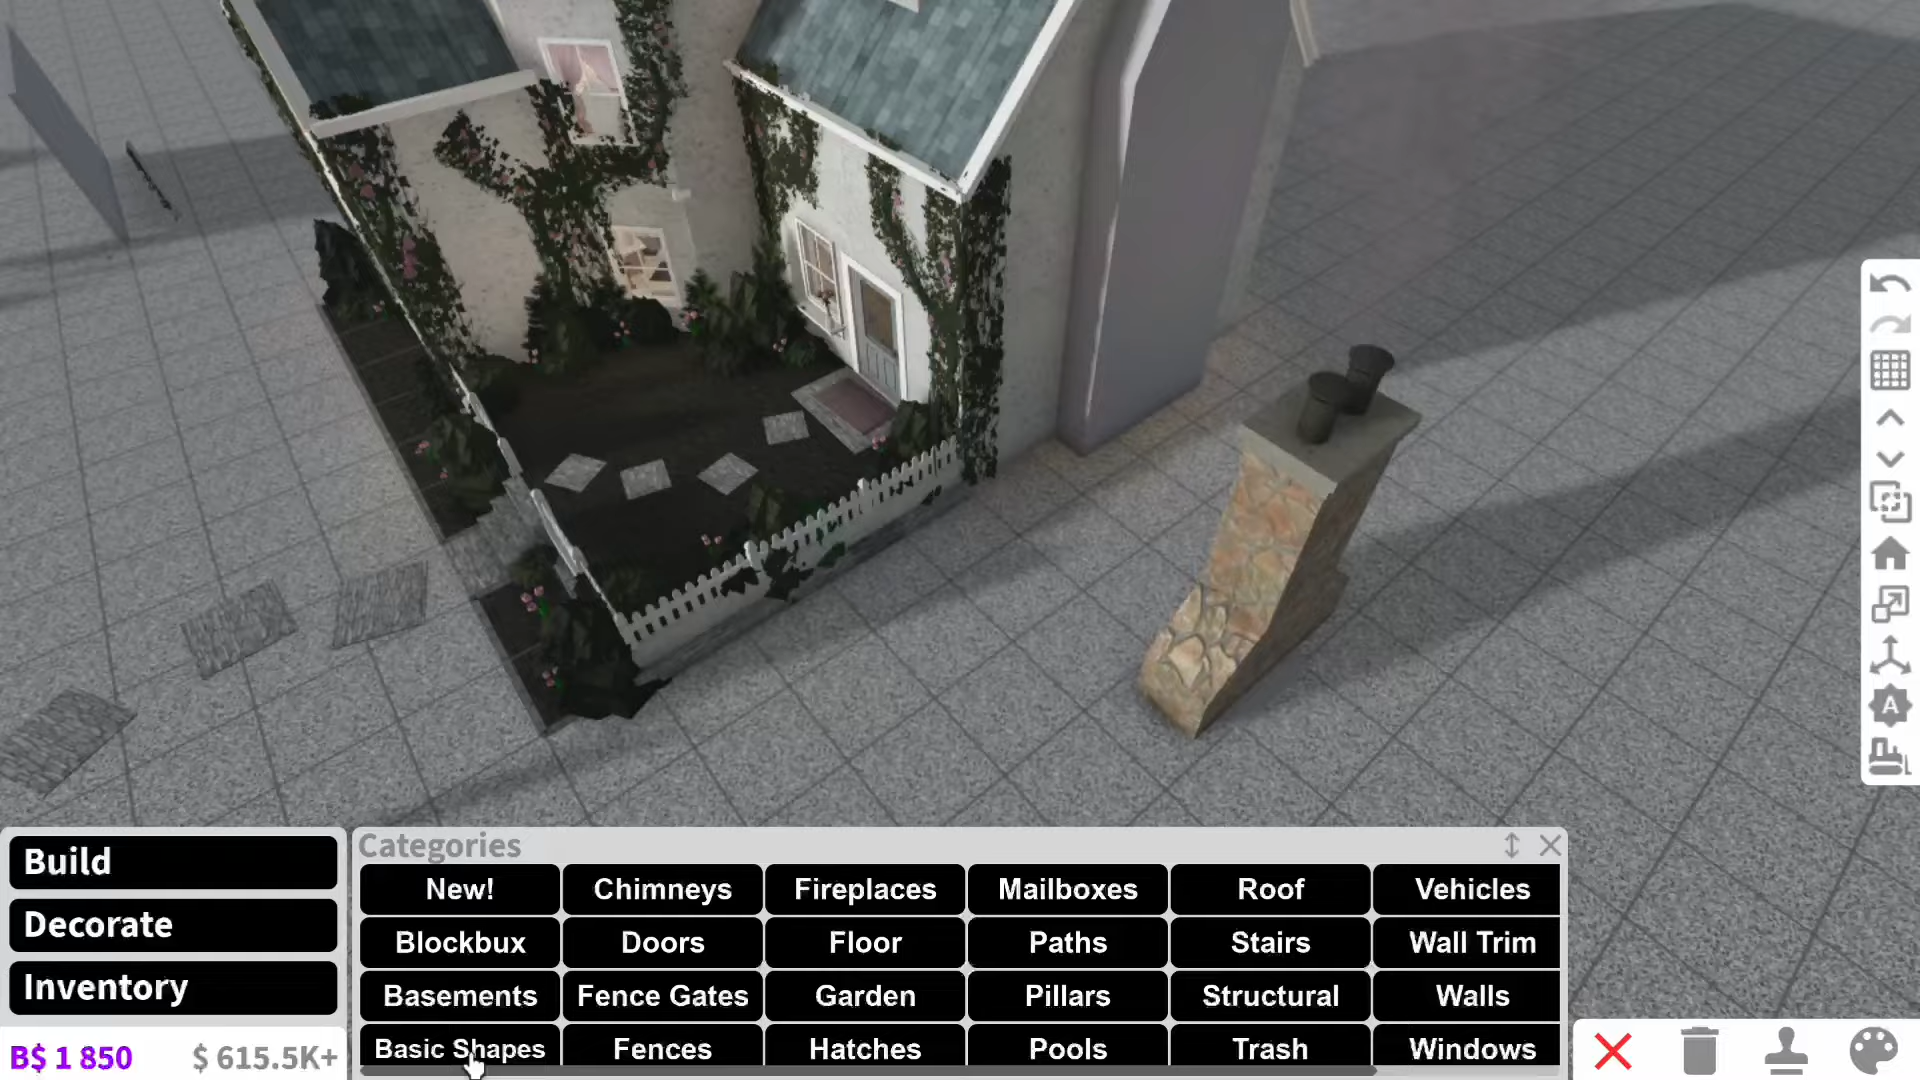 Build
Decorate
Inventory
B$ 1 850 $ 615.5K+
Categories
New! Chimneys Fireplaces Mailboxes Roof Vehicles
Blockbux Doors Floor Paths Stairs Wall Trim
Basements Fence Gates Garden Pillars Structural Walls
Basic Shapes Fences Hatches Pools Trash Windows
A